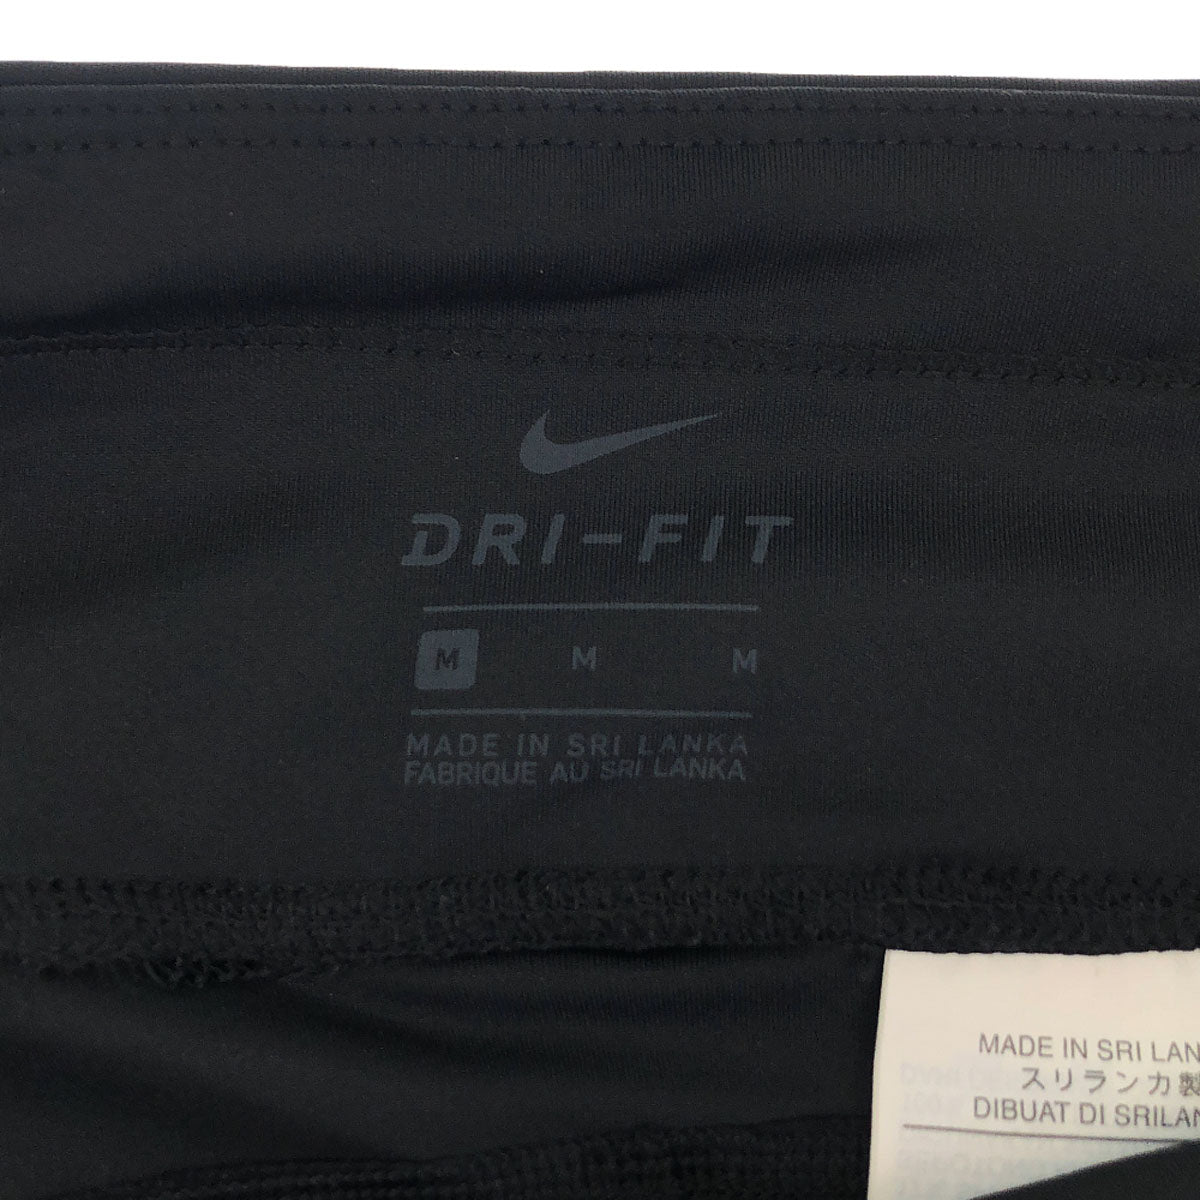 DRI-FIT
M M M
MADE IN SRI LANKA
FABRIQUE AU SRI LANKA
MADE IN SRI LAN
スリランカ製
DIBUAT DI SRILAN